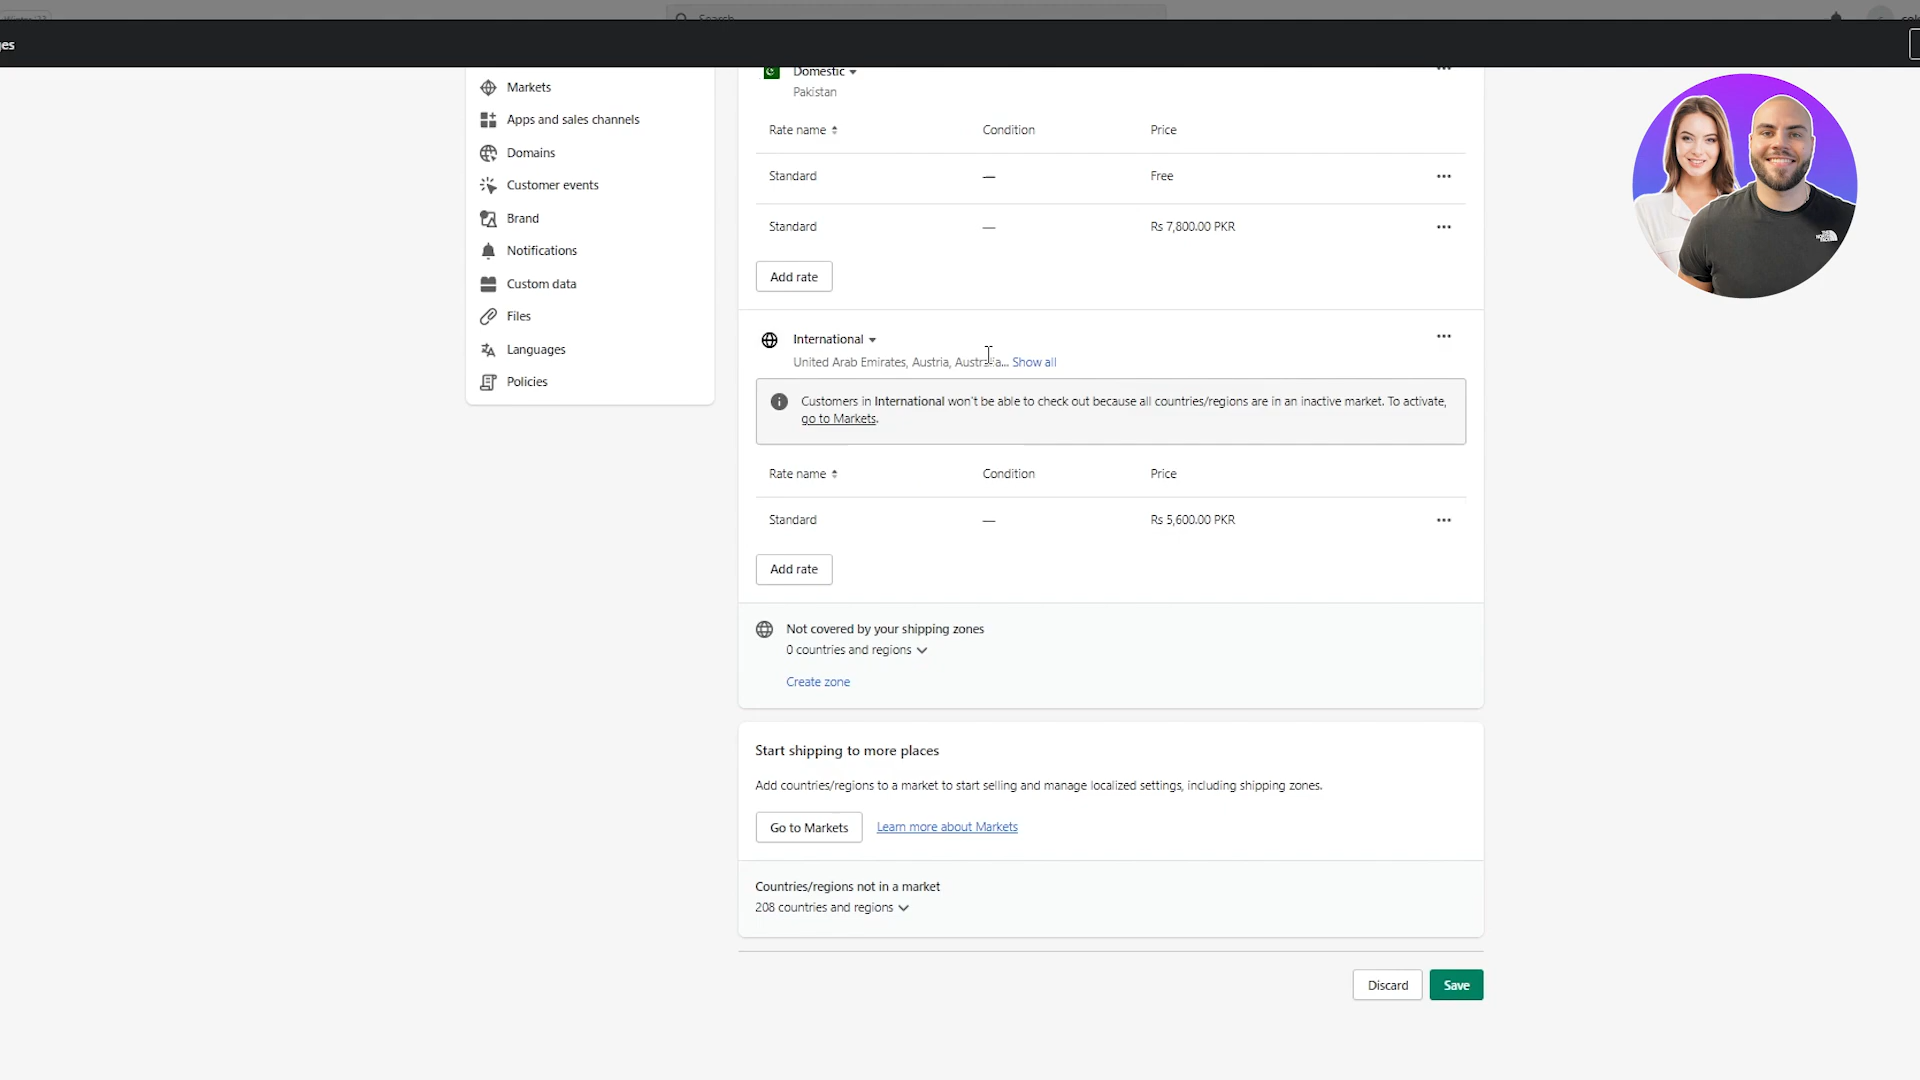 Search
Markets
Apps and sales channels
Domains
Customer events
Brand
Notifications
Custom data
Files
Languages
Policies
Domestic
Pakistan
Rate name Condition Price
Standard — Free
Standard — Rs 7,800.00 PKR
Add rate
International
United Arab Emirates, Austria, Australia... Show all
Customers in International won't be able to check out because all countries/regions are in an inactive market. To activate,
go to Markets.
Rate name Condition Price
Standard — Rs 5,600.00 PKR
Add rate
Not covered by your shipping zones
0 countries and regions
Create zone
Start shipping to more places
Add countries/regions to a market to start selling and manage localized settings, including shipping zones.
Go to Markets Learn more about Markets
Countries/regions not in a market
208 countries and regions
Discard Save
THE NORTH FACE